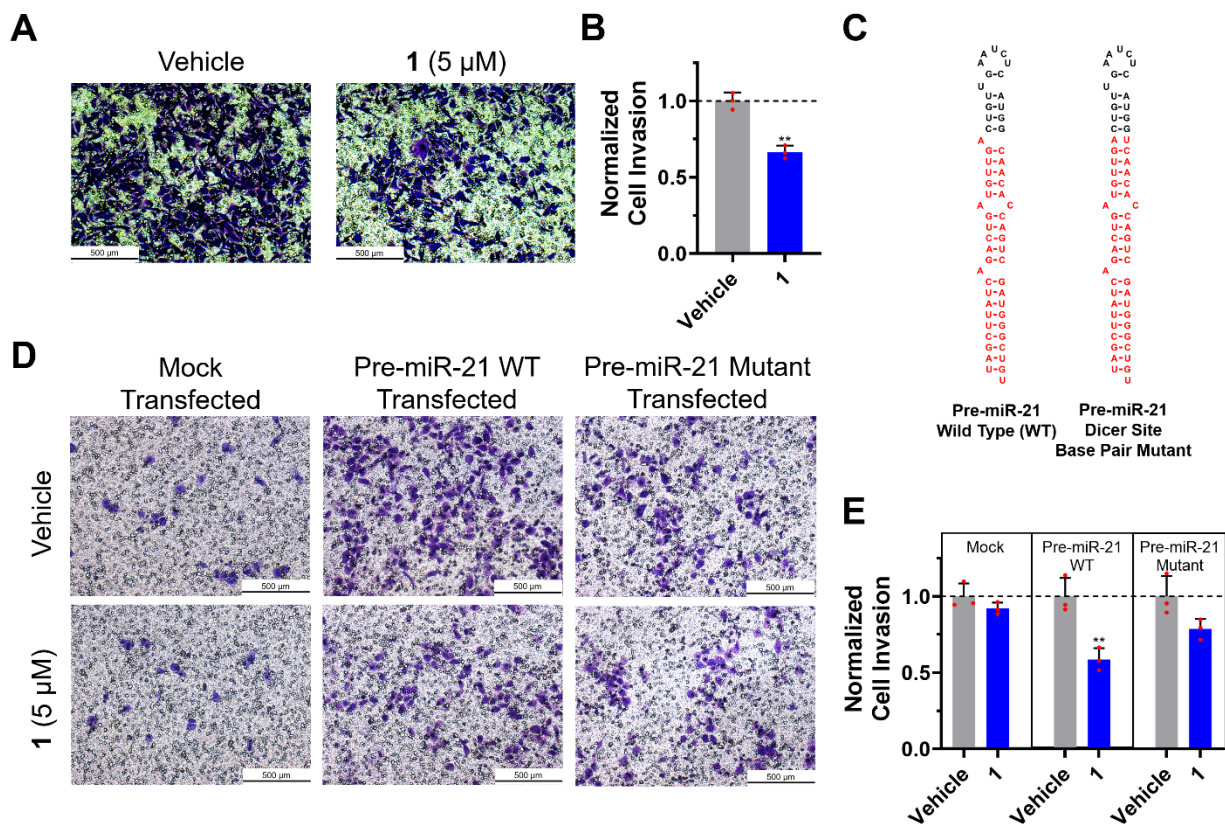 A
Vehicle
1 (5 µM)
500 µm
500 µm
B
Normalized
Cell Invasion
1.0
0.5
0.0
**
Vehicle
1
C
A U C
A U
G-C
U
U-A
G-U
U-G
C-G
A
G-C
U-A
U-A
G-C
U-A
A C
G-C
U-A
C-G
A-U
G-C
A
C-G
U-A
A-U
U-G
U-G
C-G
G-C
A-U
U-G
U
Pre-miR-21
Wild Type (WT)
A U C
A U
G-C
U
U-A
G-U
U-G
C-G
A-U
G-C
U-A
U-A
G-C
U-A
A C
G-C
U-A
C-G
A-U
G-C
A
C-G
U-A
A-U
U-G
U-G
C-G
G-C
A-U
U-G
U
Pre-miR-21
Dicer Site
Base Pair Mutant
D
Mock
Transfected
Pre-miR-21 WT
Transfected
Pre-miR-21 Mutant
Transfected
Vehicle
500 µm
500 µm
500 µm
1 (5 µM)
500 µm
500 µm
500 µm
E
Normalized
Cell Invasion
1.0
0.5
0.0
Mock
Pre-miR-21
WT
Pre-miR-21
Mutant
**
Vehicle
1
Vehicle
1
Vehicle
1